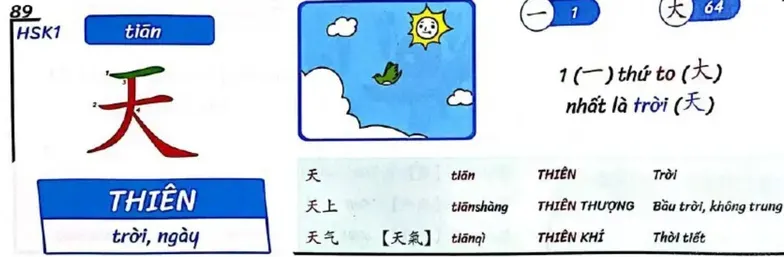 89
HSK1
tiān
天
THIÊN
trời, ngày
一 1
大 64
1 (一) thứ to (大)
nhất là trời (天)
天 tiān THIÊN Trời
天上 tiānshàng THIÊN THƯỢNG Bầu trời, không trung
天气 【天氣】 tiānqì THIÊN KHÍ Thời tiết